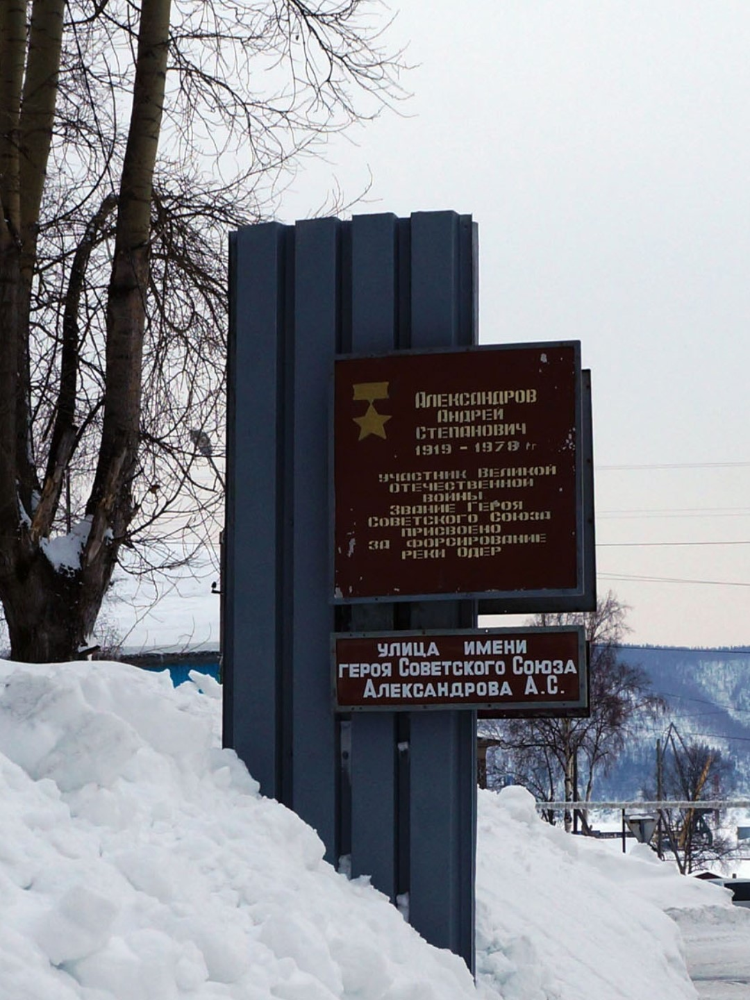 Александров
Андрей
Степанович
1919 - 1978 гг
участник Великой
Отечественной
войны
Звание Героя
Советского Союза
присвоено
за форсирование
реки Одер
улица имени
героя Советского Союза
Александрова А.С.